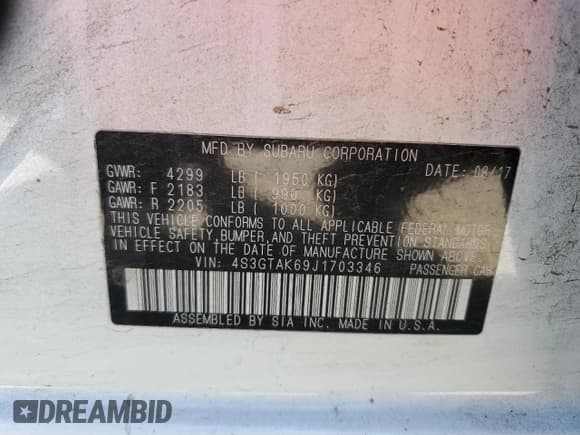 MFD BY SUBARU CORPORATION DATE: 08/17
GVWR: 4299 LB ( 1950 KG)
GAWR: F 2183 LB ( 990 KG)
GAWR: R 2205 LB ( 1000 KG)
THIS VEHICLE CONFORMS TO ALL APPLICABLE FEDERAL MOTOR
VEHICLE SAFETY, BUMPER, AND THEFT PREVENTION STANDARDS
IN EFFECT ON THE DATE OF MANUFACTURE SHOWN ABOVE.
VIN: 4S3GTAK69J1703346 PASSENGER CAR
ASSEMBLED BY SIA INC. MADE IN U.S.A.
DREAMBID